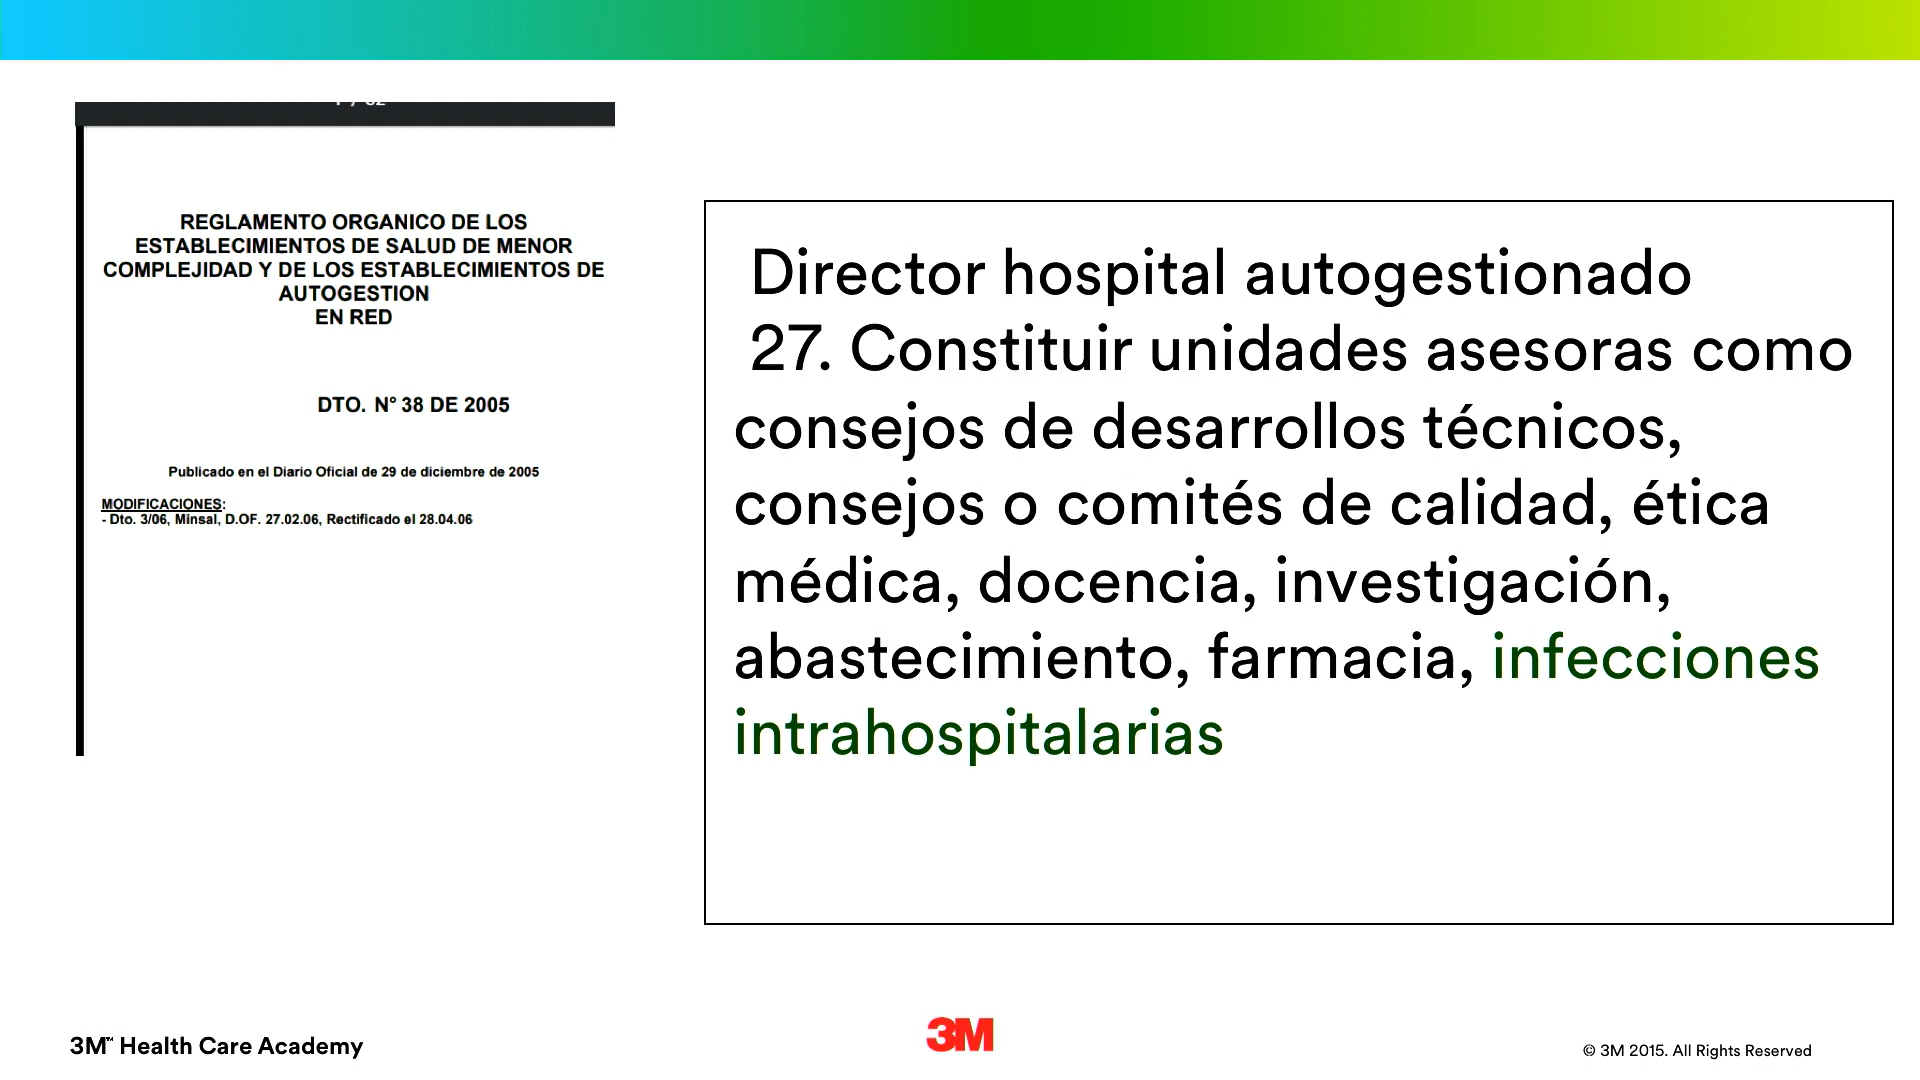 REGLAMENTO ORGANICO DE LOS
ESTABLECIMIENTOS DE SALUD DE MENOR
COMPLEJIDAD Y DE LOS ESTABLECIMIENTOS DE
AUTOGESTION
EN RED
DTO. N° 38 DE 2005
Publicado en el Diario Oficial de 29 de diciembre de 2005
MODIFICACIONES:
- Dto. 3/06, Minsal, D.OF. 27.02.06, Rectificado el 28.04.06
Director hospital autogestionado
27. Constituir unidades asesoras como
consejos de desarrollos técnicos,
consejos o comités de calidad, ética
médica, docencia, investigación,
abastecimiento, farmacia, infecciones
intrahospitalarias
3M™ Health Care Academy
3M
© 3M 2015. All Rights Reserved